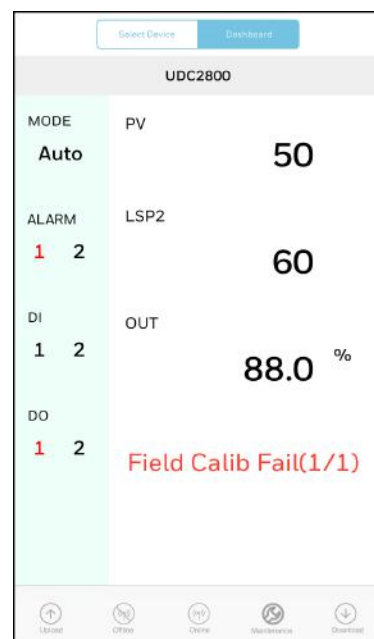 Select Device Dashboard
UDC2800
MODE PV
Auto 50
ALARM LSP2
1 2 60
DI OUT
1 2 88.0 %
DO
1 2 Field Calib Fail(1/1)
Upload Offline Online Maintenance Download